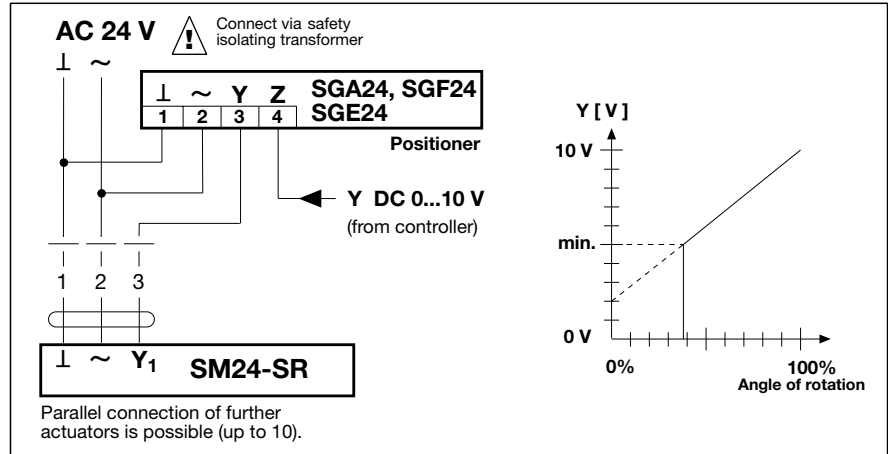 AC 24 V
Connect via safety
isolating transformer
⊥ ~
⊥ ~ Y Z
1 2 3 4
SGA24, SGF24
SGE24
Positioner
Y DC 0...10 V
(from controller)
1 2 3
⊥ ~ Y₁
SM24-SR
Parallel connection of further
actuators is possible (up to 10).
Y [ V ]
10 V
min.
0 V
0% 100%
Angle of rotation